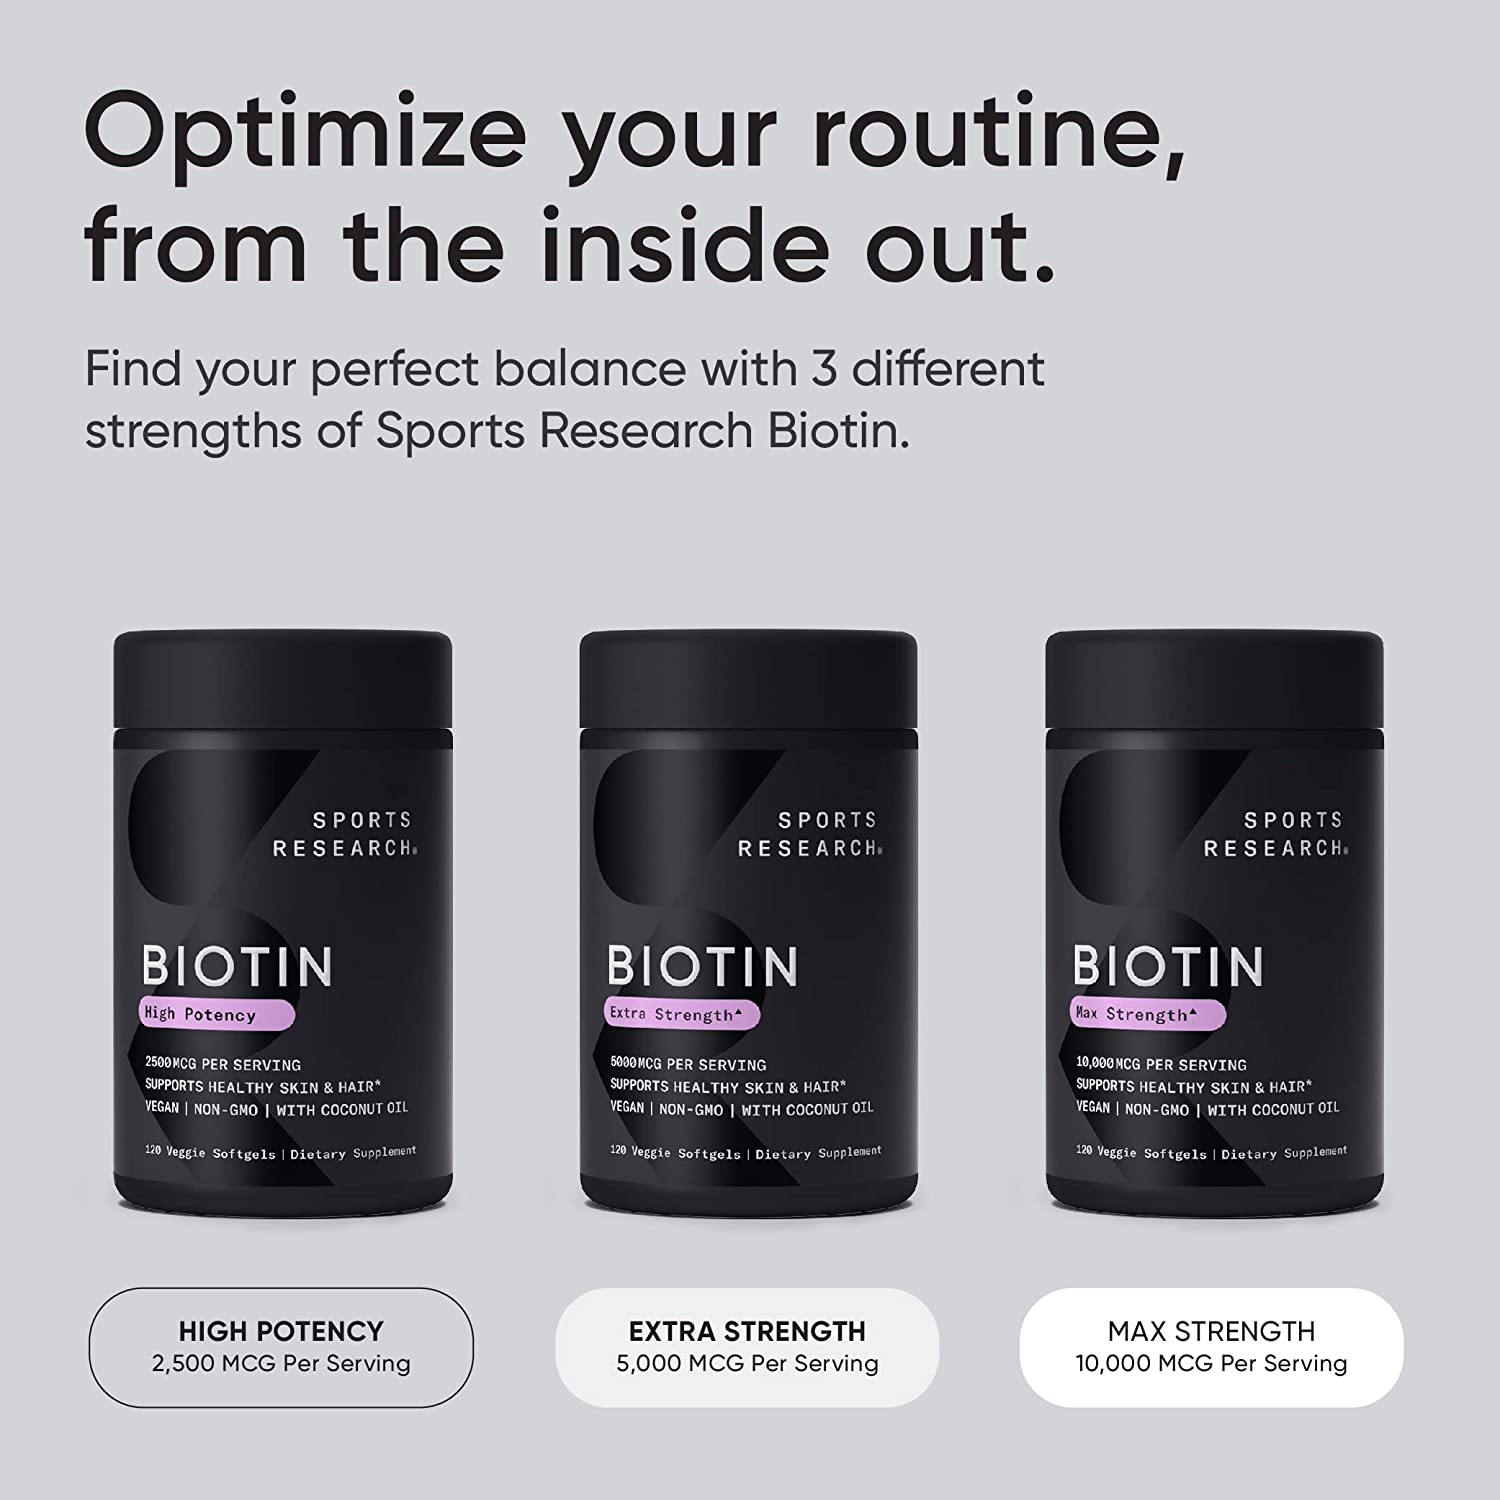 Optimize your routine,
from the inside out.
Find your perfect balance with 3 different
strengths of Sports Research Biotin.
SPORTS
RESEARCH®
BIOTIN
High Potency
2500MCG PER SERVING
SUPPORTS HEALTHY SKIN & HAIR*
VEGAN | NON-GMO | WITH COCONUT OIL
120 Veggie Softgels | Dietary Supplement
SPORTS
RESEARCH®
BIOTIN
Extra Strength▲
5000MCG PER SERVING
SUPPORTS HEALTHY SKIN & HAIR*
VEGAN | NON-GMO | WITH COCONUT OIL
120 Veggie Softgels | Dietary Supplement
SPORTS
RESEARCH®
BIOTIN
Max Strength▲
10,000MCG PER SERVING
SUPPORTS HEALTHY SKIN & HAIR*
VEGAN | NON-GMO | WITH COCONUT OIL
120 Veggie Softgels | Dietary Supplement
HIGH POTENCY
2,500 MCG Per Serving
EXTRA STRENGTH
5,000 MCG Per Serving
MAX STRENGTH
10,000 MCG Per Serving